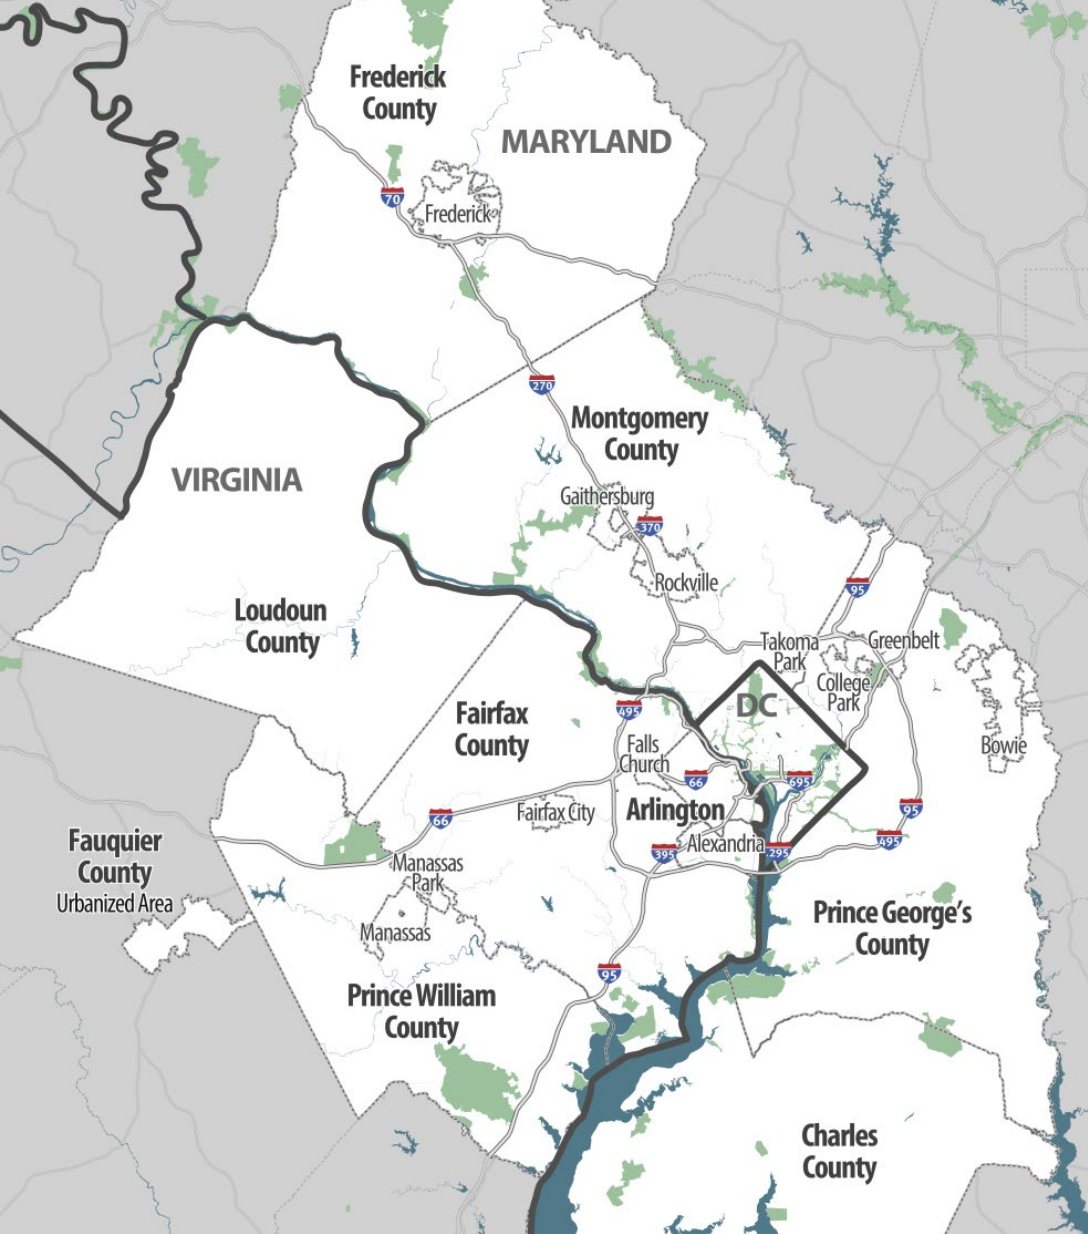 Frederick
County
MARYLAND
70
Frederick
270
Montgomery
County
VIRGINIA
Gaithersburg
370
Rockville
95
Loudoun
County
Takoma
Park
Greenbelt
College
Park
DC
495
Fairfax
County
Falls
Church
Bowie
66
695
66
Fairfax City
Arlington
95
Fauquier
County
Urbanized Area
395
Alexandria
295
495
Manassas
Park
Manassas
Prince George's
County
95
Prince William
County
Charles
County